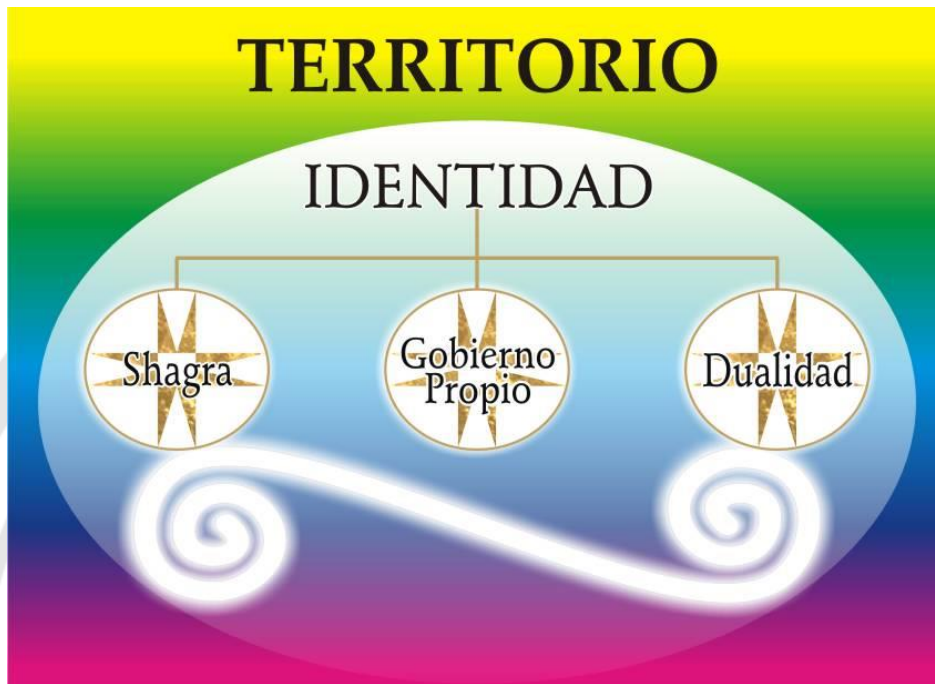 TERRITORIO
IDENTIDAD
Shagra
Gobierno
Propio
Dualidad